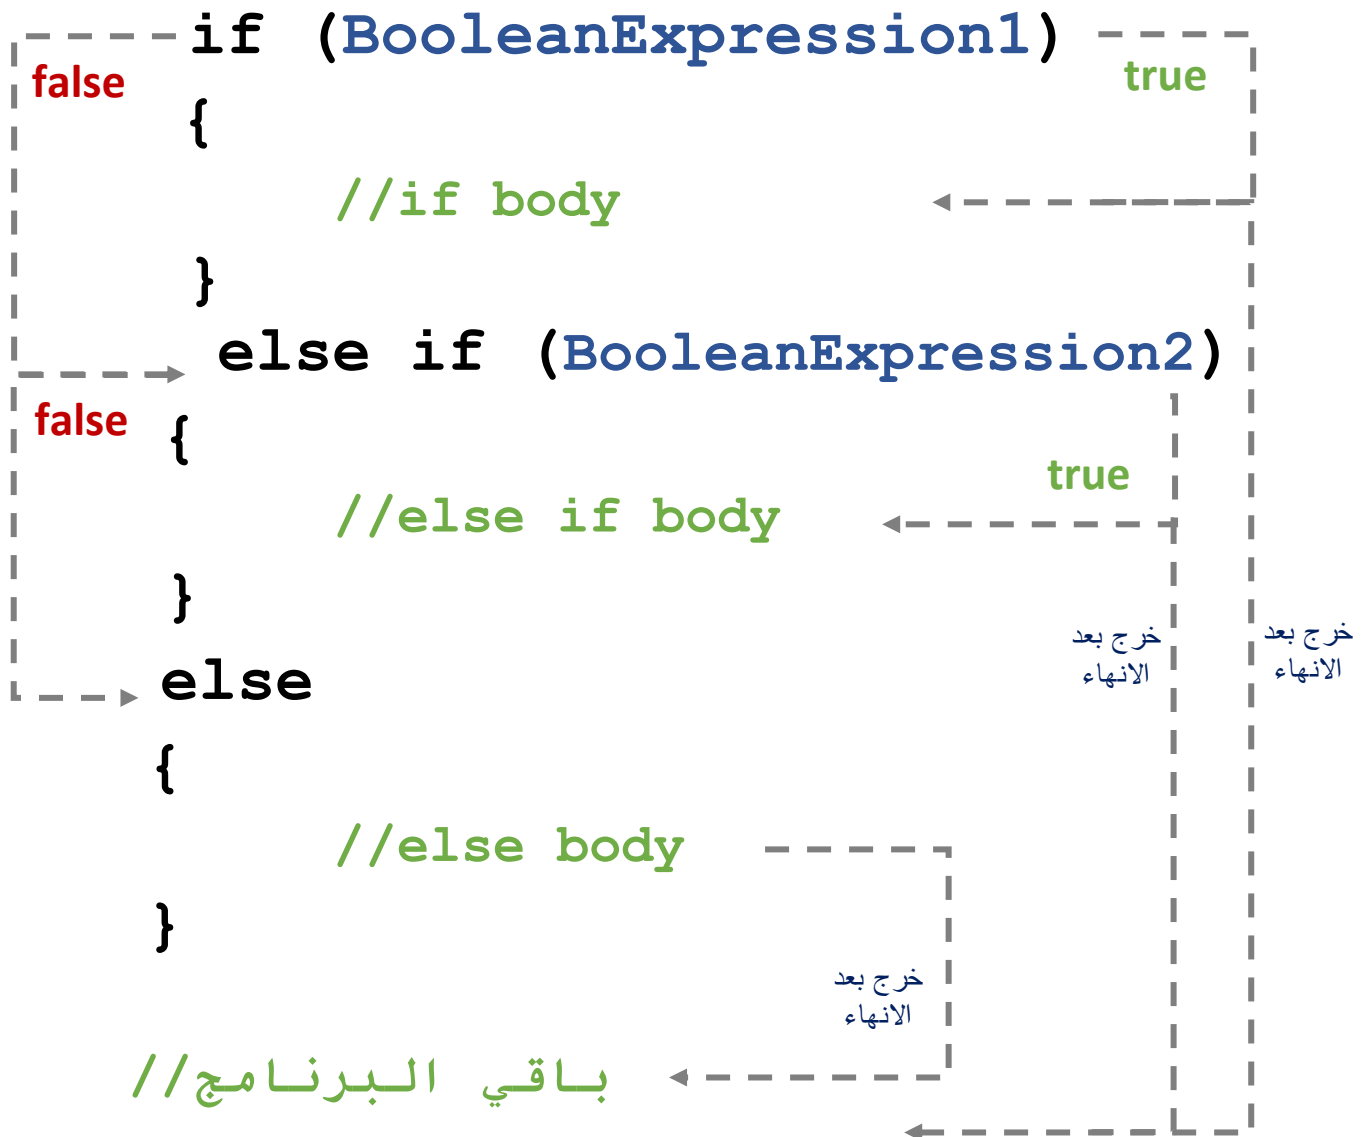 if (BooleanExpression1)
false
true
{
//if body
}
else if (BooleanExpression2)
false
{
true
//else if body
}
خرج بعد
الانهاء
خرج بعد
الانهاء
else
{
//else body
}
خرج بعد
الانهاء
//باقي البرنامج